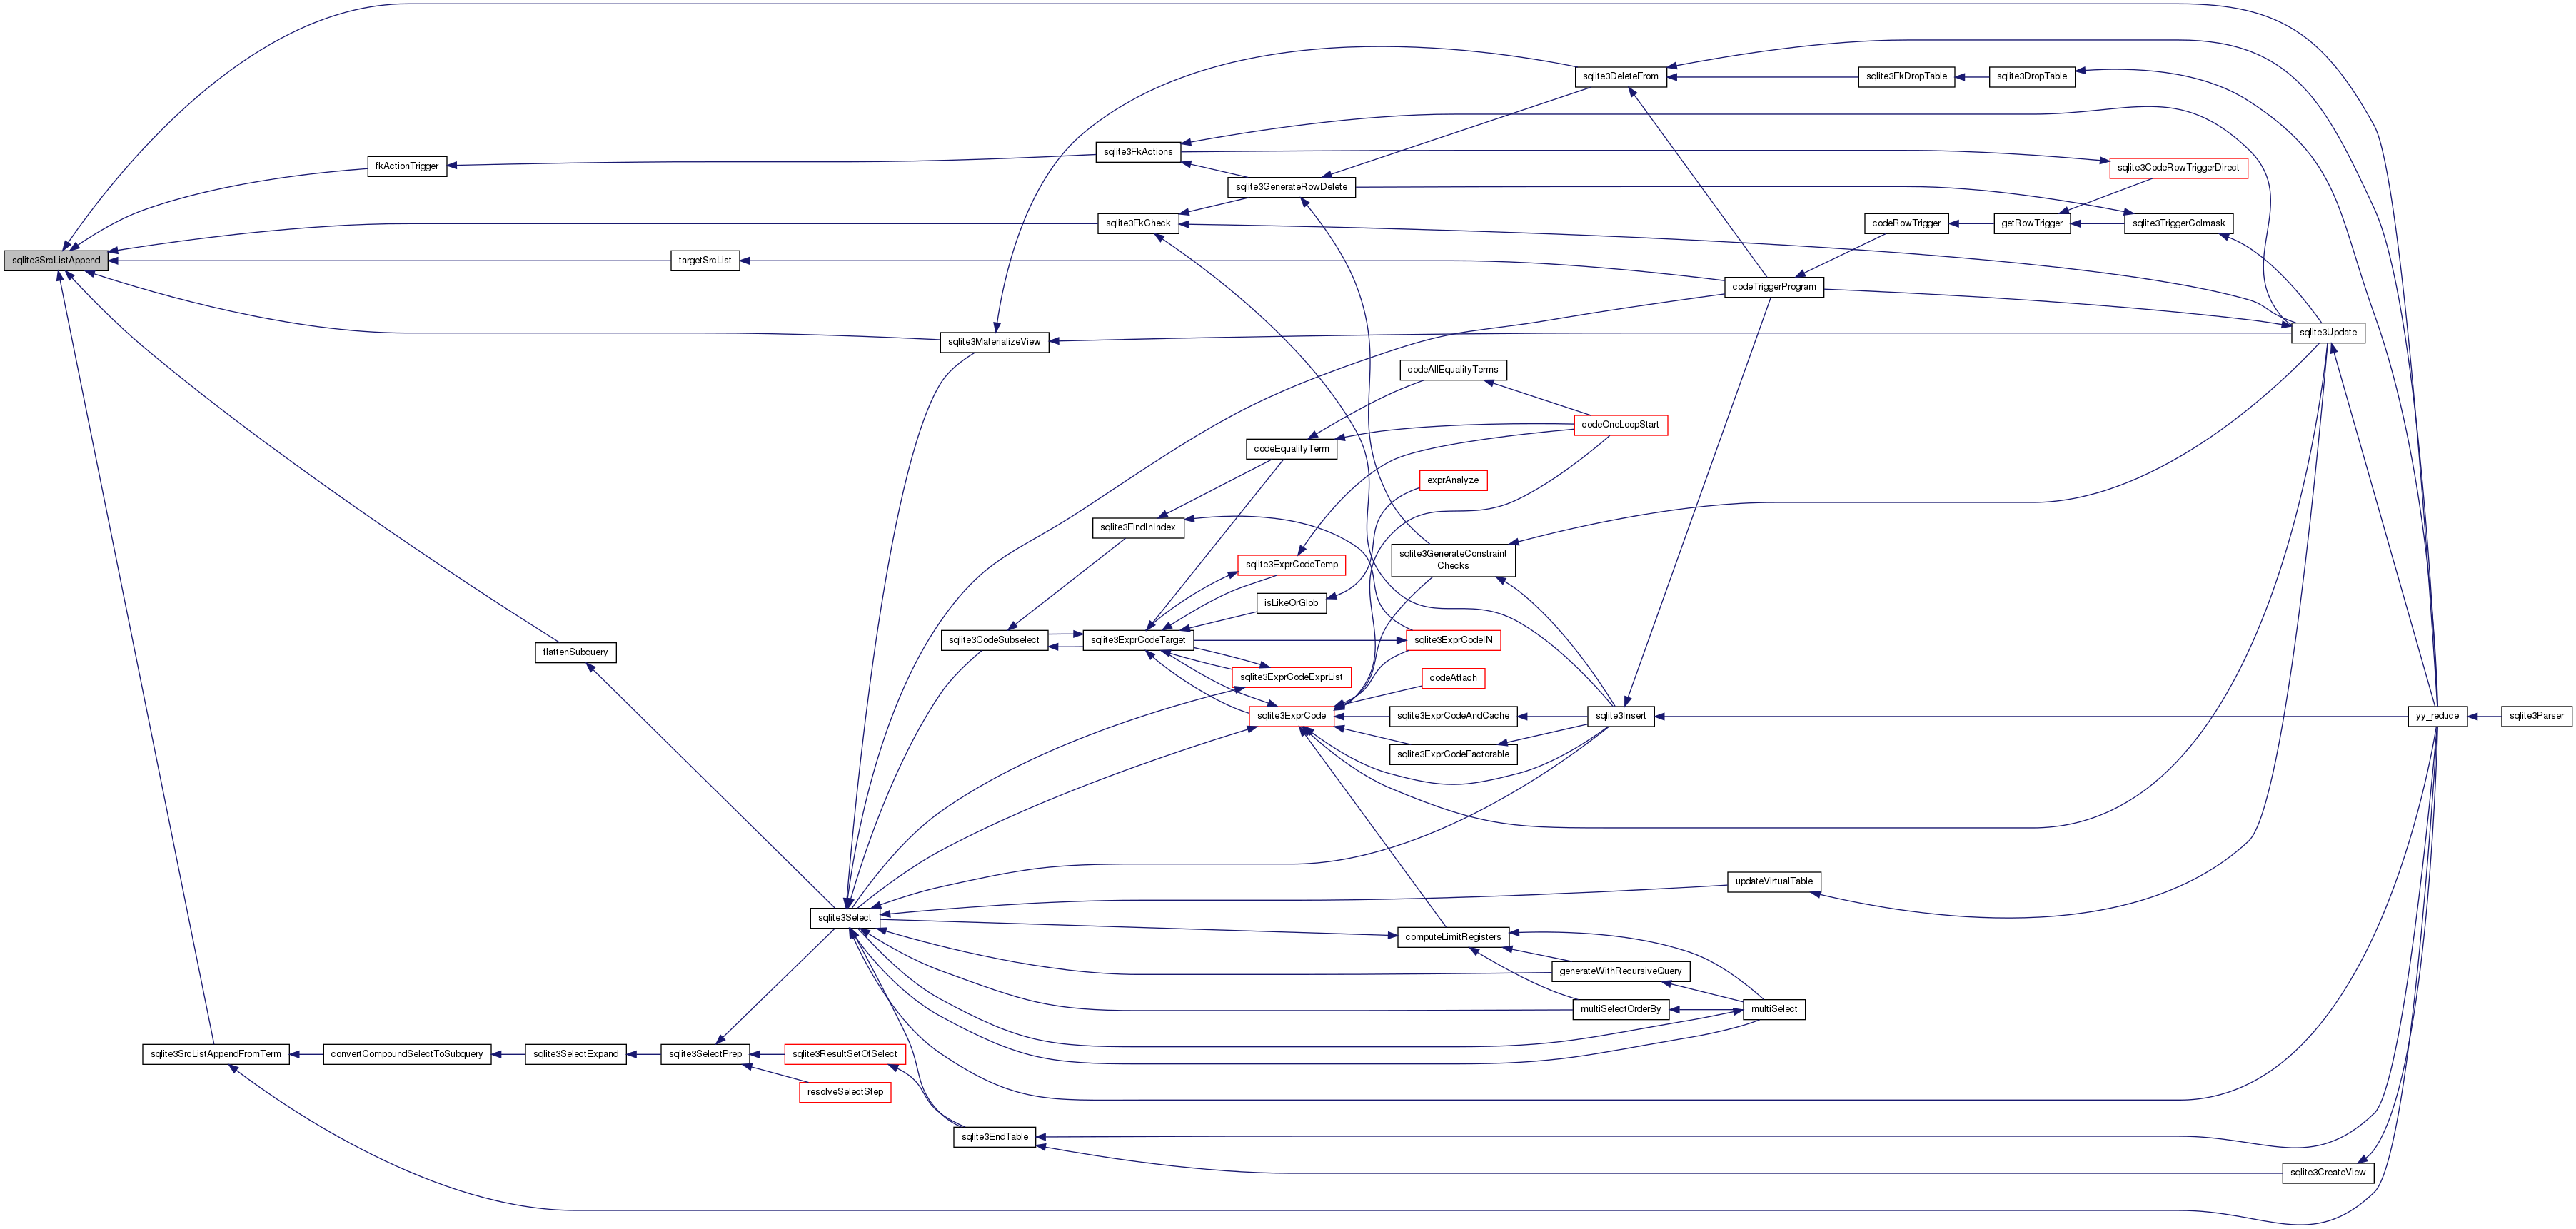 sqlite3SrcListAppend
fkActionTrigger
sqlite3FkActions
sqlite3GenerateRowDelete
sqlite3FkCheck
targetSrcList
sqlite3MaterializeView
sqlite3DeleteFrom
sqlite3FkDropTable
sqlite3DropTable
sqlite3CodeRowTriggerDirect
codeRowTrigger
getRowTrigger
sqlite3TriggerColmask
codeTriggerProgram
sqlite3Update
codeAllEqualityTerms
codeOneLoopStart
codeEqualityTerm
exprAnalyze
sqlite3FindInIndex
sqlite3GenerateConstraint
Checks
sqlite3ExprCodeTemp
isLikeOrGlob
sqlite3CodeSubselect
sqlite3ExprCodeTarget
sqlite3ExprCodeIN
flattenSubquery
sqlite3ExprCodeExprList
codeAttach
sqlite3ExprCode
sqlite3ExprCodeAndCache
sqlite3Insert
sqlite3ExprCodeFactorable
yy_reduce
sqlite3Parser
updateVirtualTable
sqlite3Select
computeLimitRegisters
generateWithRecursiveQuery
multiSelectOrderBy
multiSelect
sqlite3SrcListAppendFromTerm
convertCompoundSelectToSubquery
sqlite3SelectExpand
sqlite3SelectPrep
sqlite3ResultSetOfSelect
resolveSelectStep
sqlite3EndTable
sqlite3CreateView